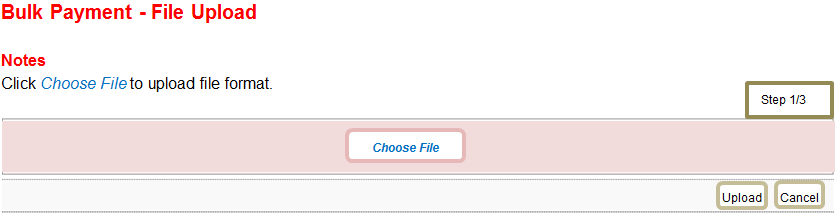 Bulk Payment - File Upload
Notes
Click Choose File to upload file format.
Step 1/3
Choose File
Upload Cancel